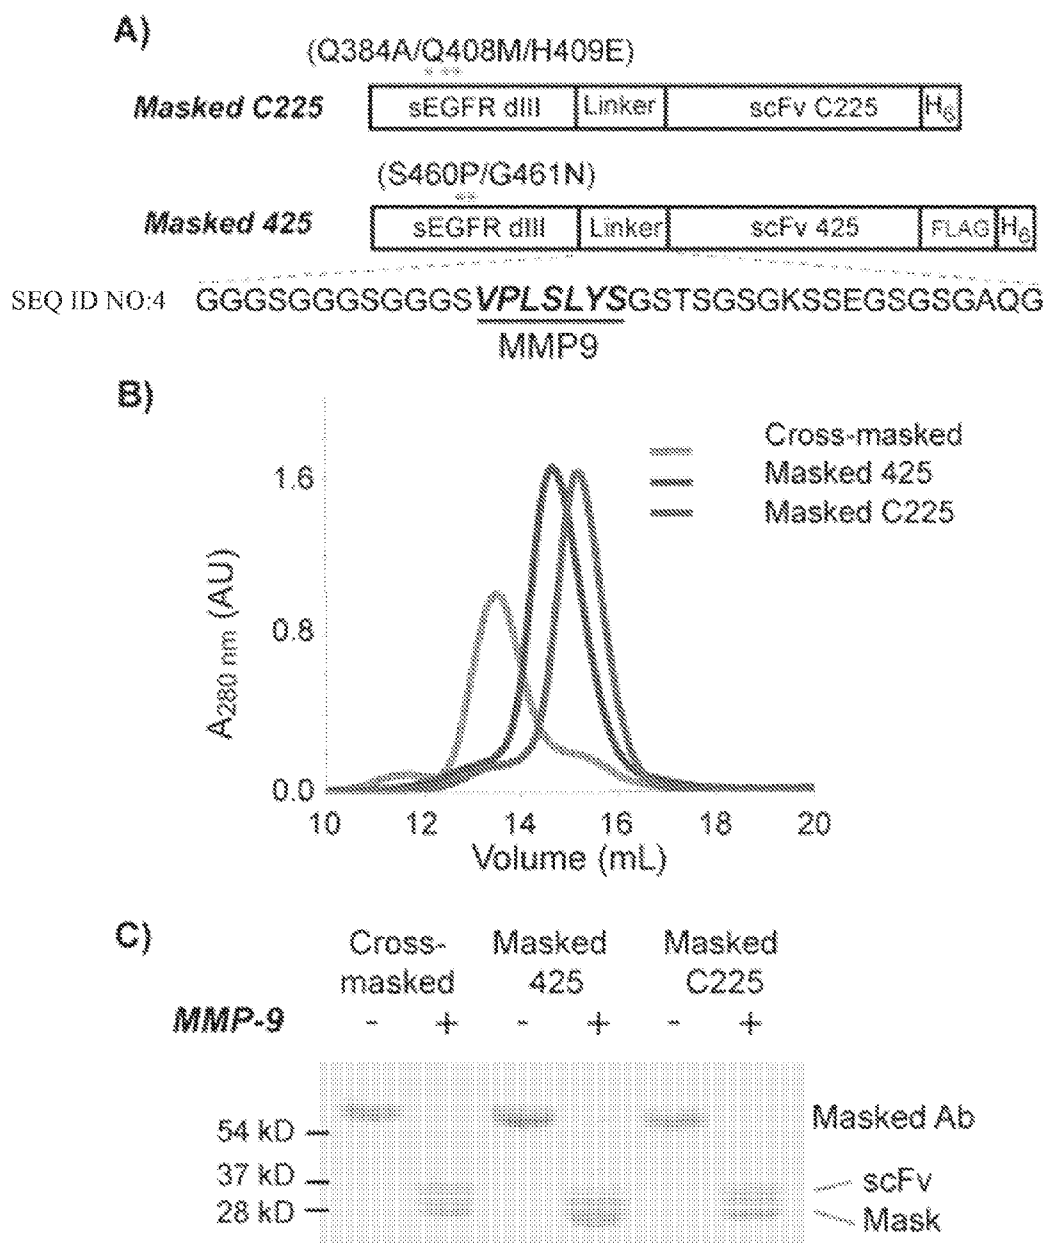 A)
(Q384A/Q408M/H409E)
Masked C225 sEGFR dIII Linker scFv C225 H6
(S460P/G461N)
Masked 425 sEGFR dIII Linker scFv 425 FLAG H6
SEQ ID NO:4 GGGSGGGSGGGSVPLSLYSGSTSGSGKSSEGSGSGAQG
MMP9
B)
Cross-masked
Masked 425
Masked C225
1.6
0.8
0.0
A280 nm (AU)
10 12 14 16 18 20
Volume (mL)
C)
Cross-masked Masked 425 Masked C225
MMP-9 - + - + - +
54 kD
37 kD
28 kD
Masked Ab
scFv
Mask